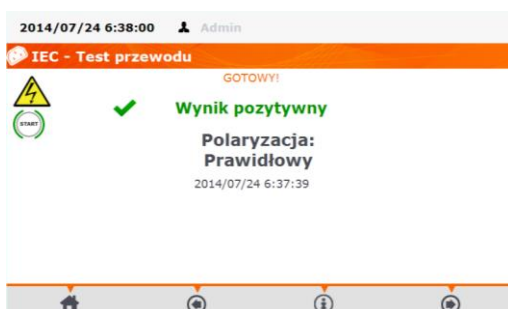 2014/07/24 6:38:00 Admin
IEC - Test przewodu
GOTOWY!
Wynik pozytywny
START
Polaryzacja:
Prawidłowy
2014/07/24 6:37:39